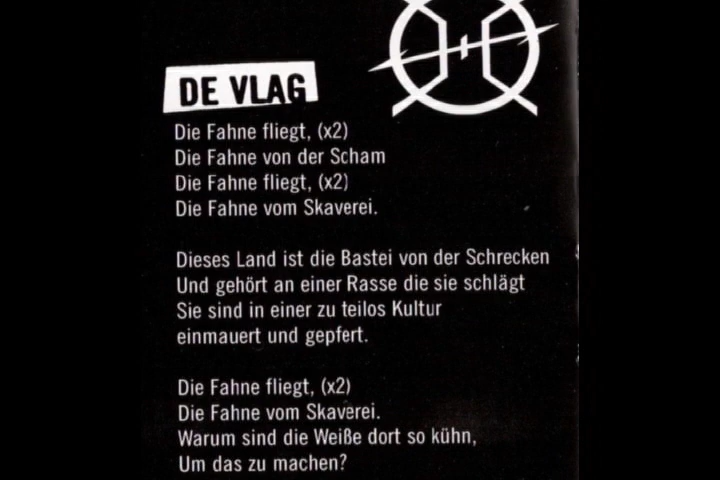 DE VLAG
Die Fahne fliegt, (x2)
Die Fahne von der Scham
Die Fahne fliegt, (x2)
Die Fahne vom Skaverei.
Dieses Land ist die Bastei von der Schrecken
Und gehört an einer Rasse die sie schlägt
Sie sind in einer zu teilos Kultur
einmauert und gepfert.
Die Fahne fliegt, (x2)
Die Fahne vom Skaverei.
Warum sind die Weiße dort so kühn,
Um das zu machen?